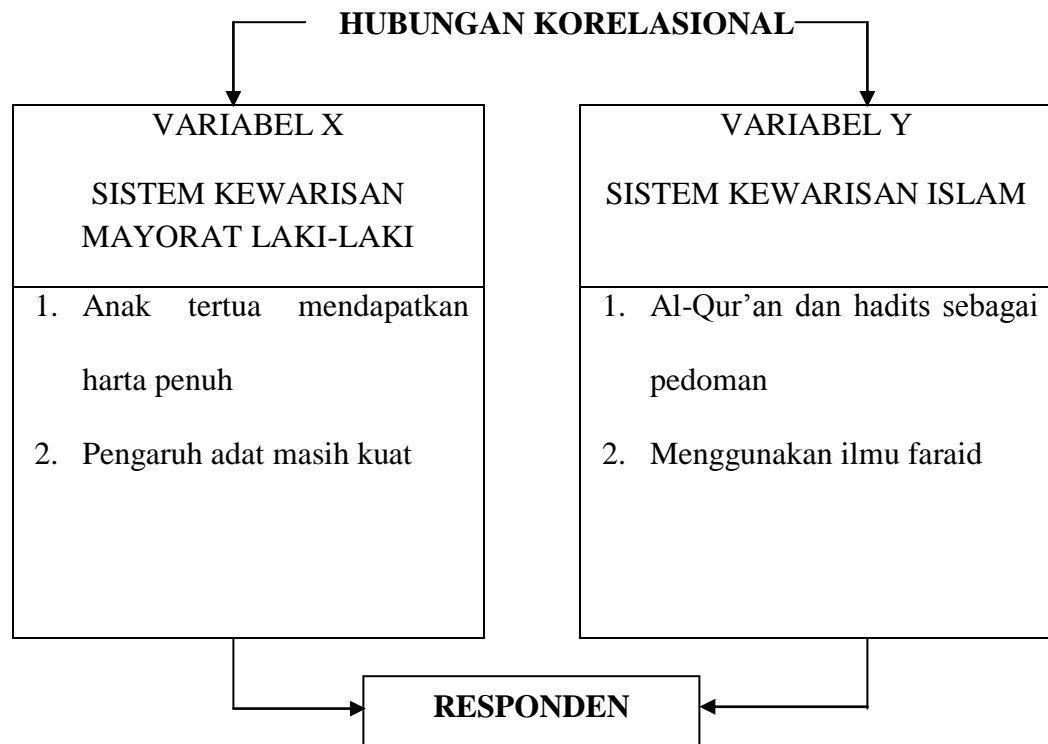 HUBUNGAN KORELASIONAL
VARIABEL X
SISTEM KEWARISAN
MAYORAT LAKI-LAKI
1. Anak tertua mendapatkan
harta penuh
2. Pengaruh adat masih kuat
VARIABEL Y
SISTEM KEWARISAN ISLAM
1. Al-Qur’an dan hadits sebagai
pedoman
2. Menggunakan ilmu faraid
RESPONDEN